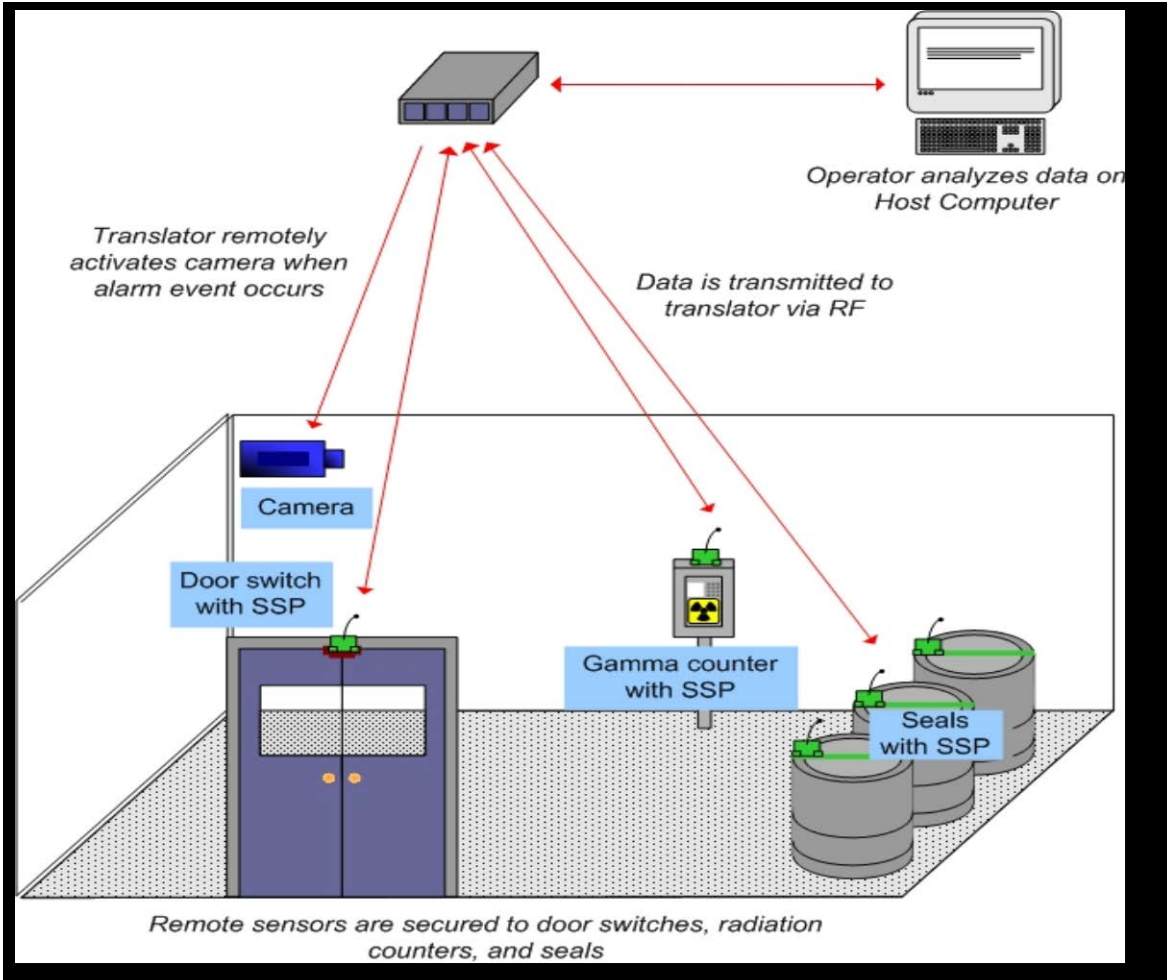 Operator analyzes data on
Host Computer
Translator remotely
activates camera when
alarm event occurs
Data is transmitted to
translator via RF
Camera
Door switch
with SSP
Gamma counter
with SSP
Seals
with SSP
Remote sensors are secured to door switches, radiation
counters, and seals